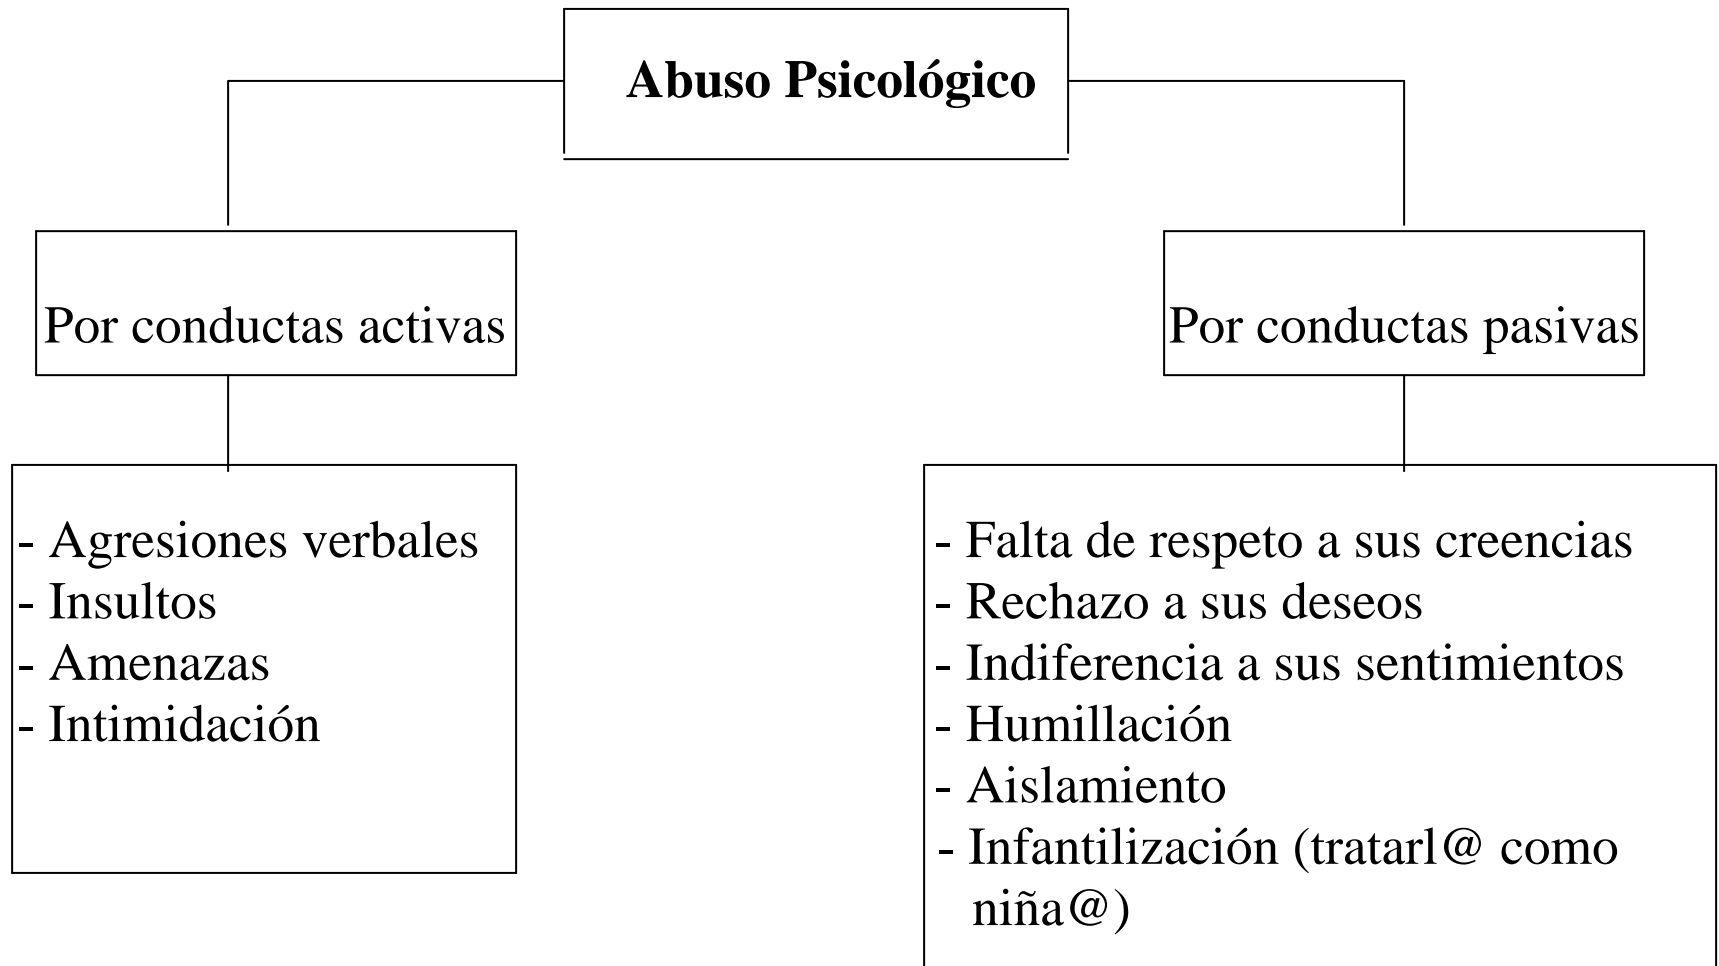 Abuso Psicológico
Por conductas activas
Por conductas pasivas
- Agresiones verbales
- Insultos
- Amenazas
- Intimidación
- Falta de respeto a sus creencias
- Rechazo a sus deseos
- Indiferencia a sus sentimientos
- Humillación
- Aislamiento
- Infantilización (tratarl@ como
niña@)